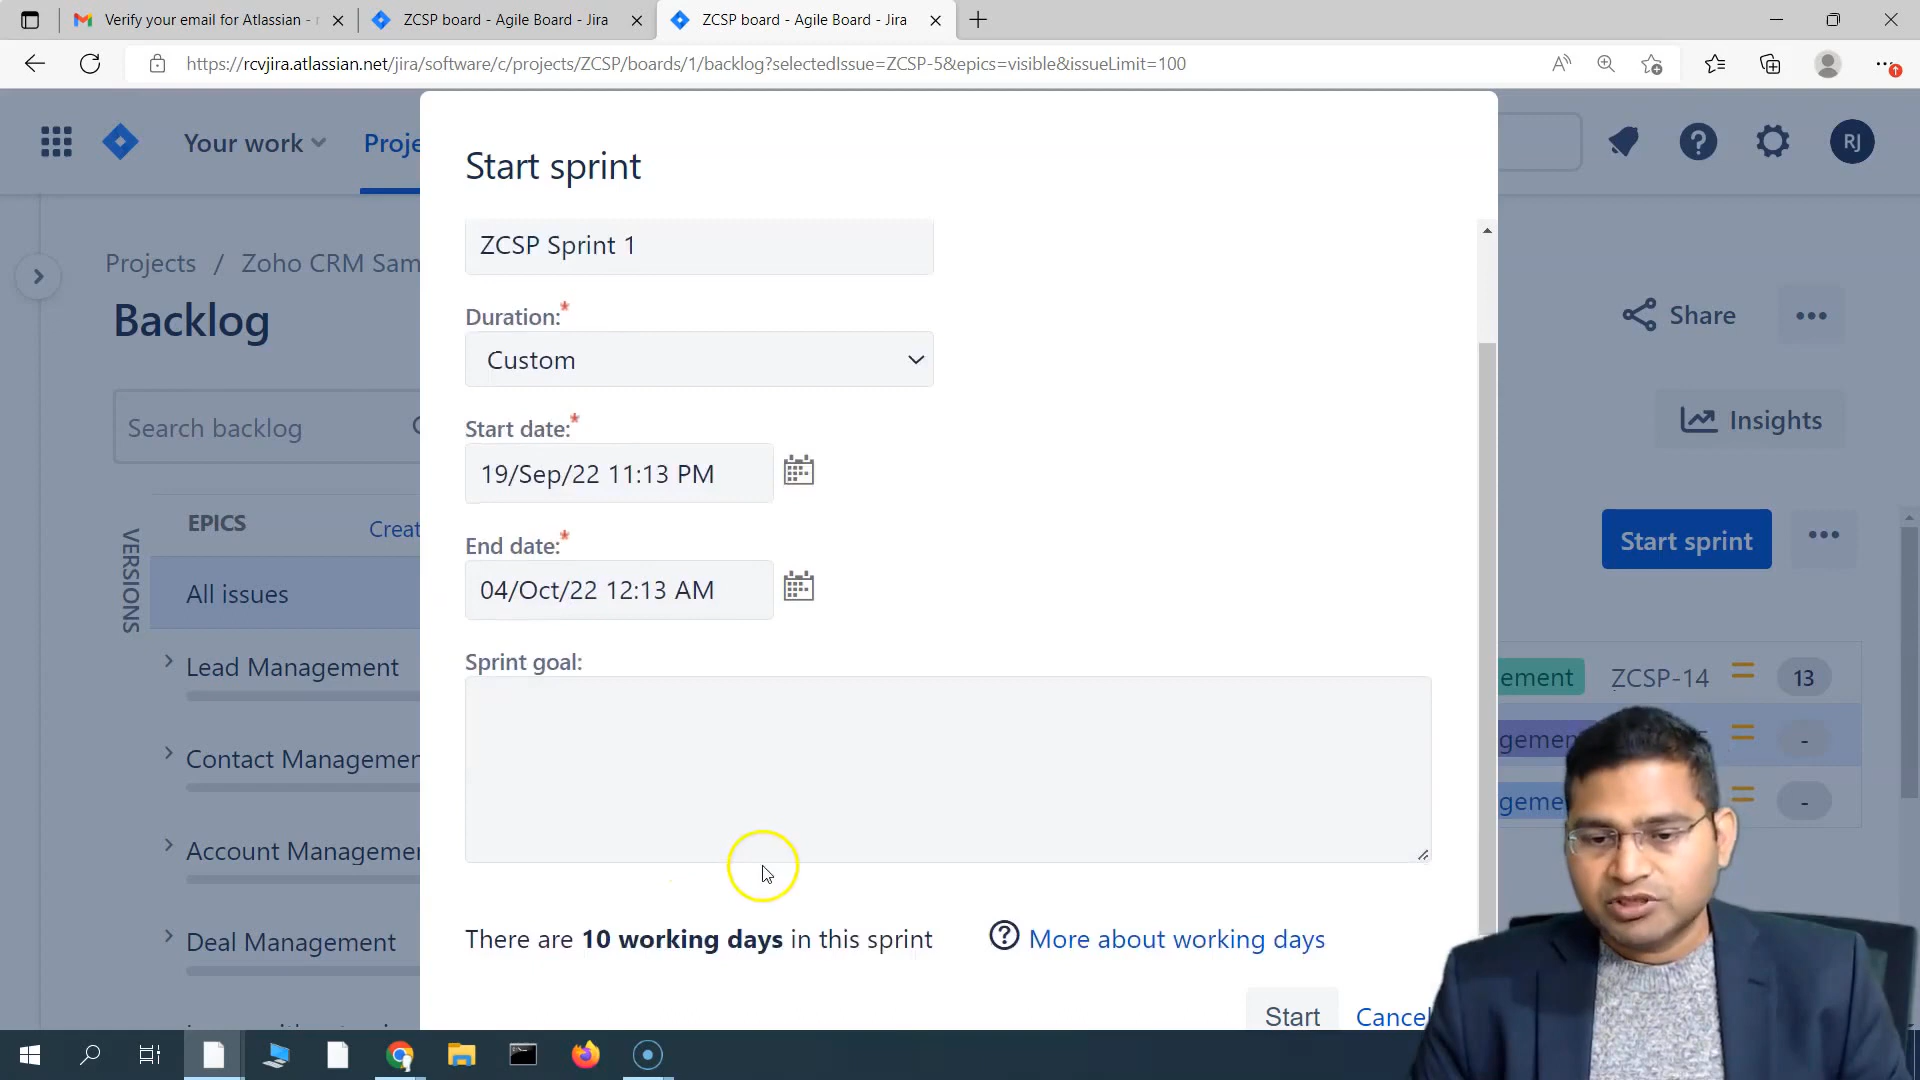 Verify your email for Atlassian -
ZCSP board - Agile Board - Jira
ZCSP board - Agile Board - Jira
https://rcvjira.atlassian.net/jira/software/c/projects/ZCSP/boards/1/backlog?selectedIssue=ZCSP-5&epics=visible&issueLimit=100
Your work
Proje
RJ
Start sprint
ZCSP Sprint 1
Projects / Zoho CRM Sam
Backlog
Share
Duration:*
Custom
Search backlog
Insights
Start date:*
19/Sep/22 11:13 PM
EPICS
Creat
VERSIONS
End date:*
04/Oct/22 12:13 AM
Start sprint
All issues
Sprint goal:
Lead Management
ement
ZCSP-14
13
Contact Managemer
gemen
-
Account Managemer
geme
-
Deal Management
There are 10 working days in this sprint
More about working days
Start
Cancel